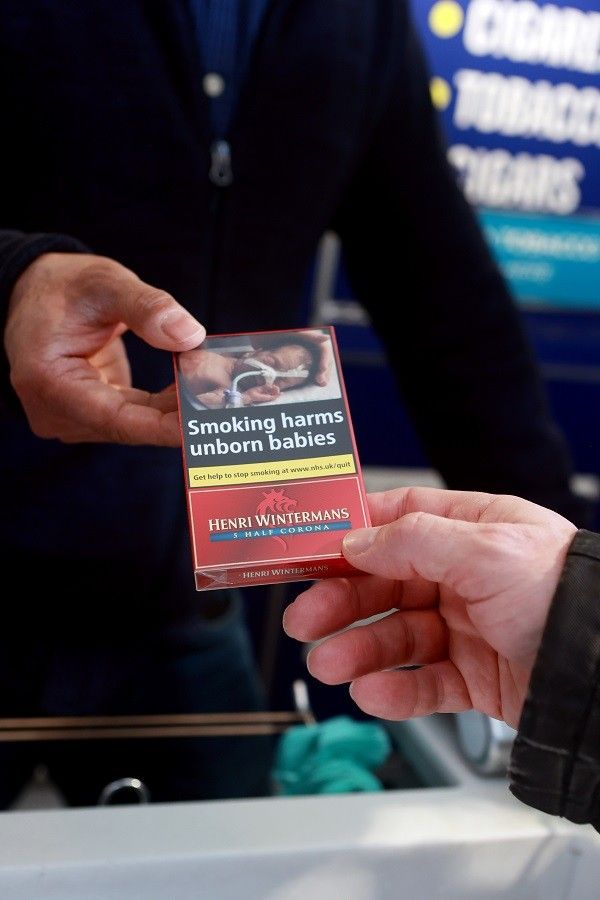 TOBACCO
CIGARS
TOBACCO
Smoking harms
unborn babies
Get help to stop smoking at www.nhs.uk/quit
HENRI WINTERMANS
5 HALF CORONA
HENRI WINTERMANS